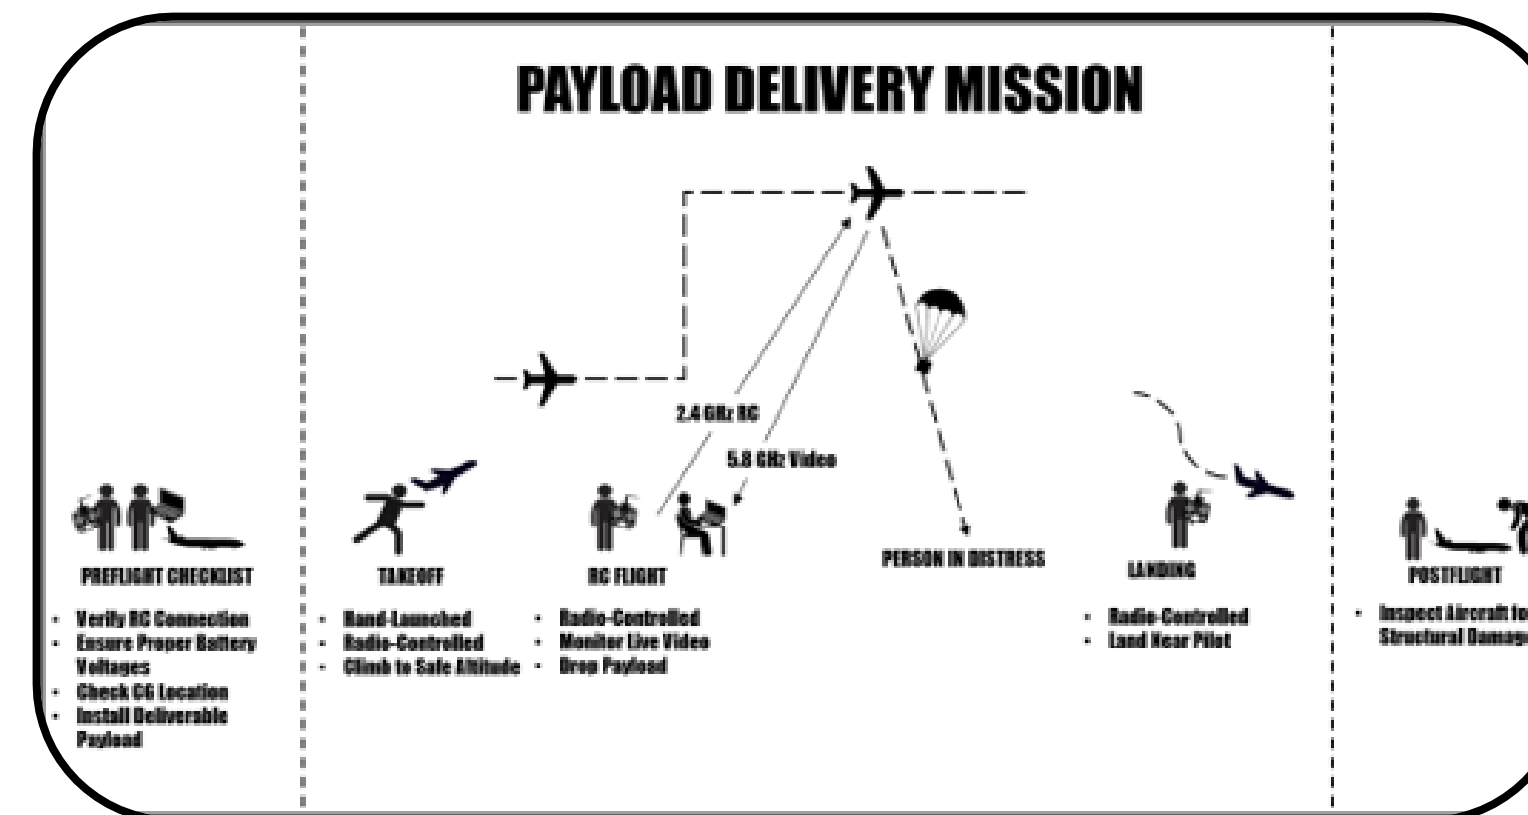 PAYLOAD DELIVERY MISSION
2.4 GHz RC
5.8 GHz Video
PERSON IN DISTRESS
PREFLIGHT CHECKLIST
• Verify RC Connection
• Ensure Proper Battery
Voltages
• Check CG Location
• Install Deliverable
Payload
TAKEOFF
• Hand-Launched
• Radio-Controlled
• Climb to Safe Altitude
RC FLIGHT
• Radio-Controlled
• Monitor Live Video
• Drop Payload
LANDING
• Radio-Controlled
• Land Near Pilot
POSTFLIGHT
• Inspect Aircraft fo
Structural Damag